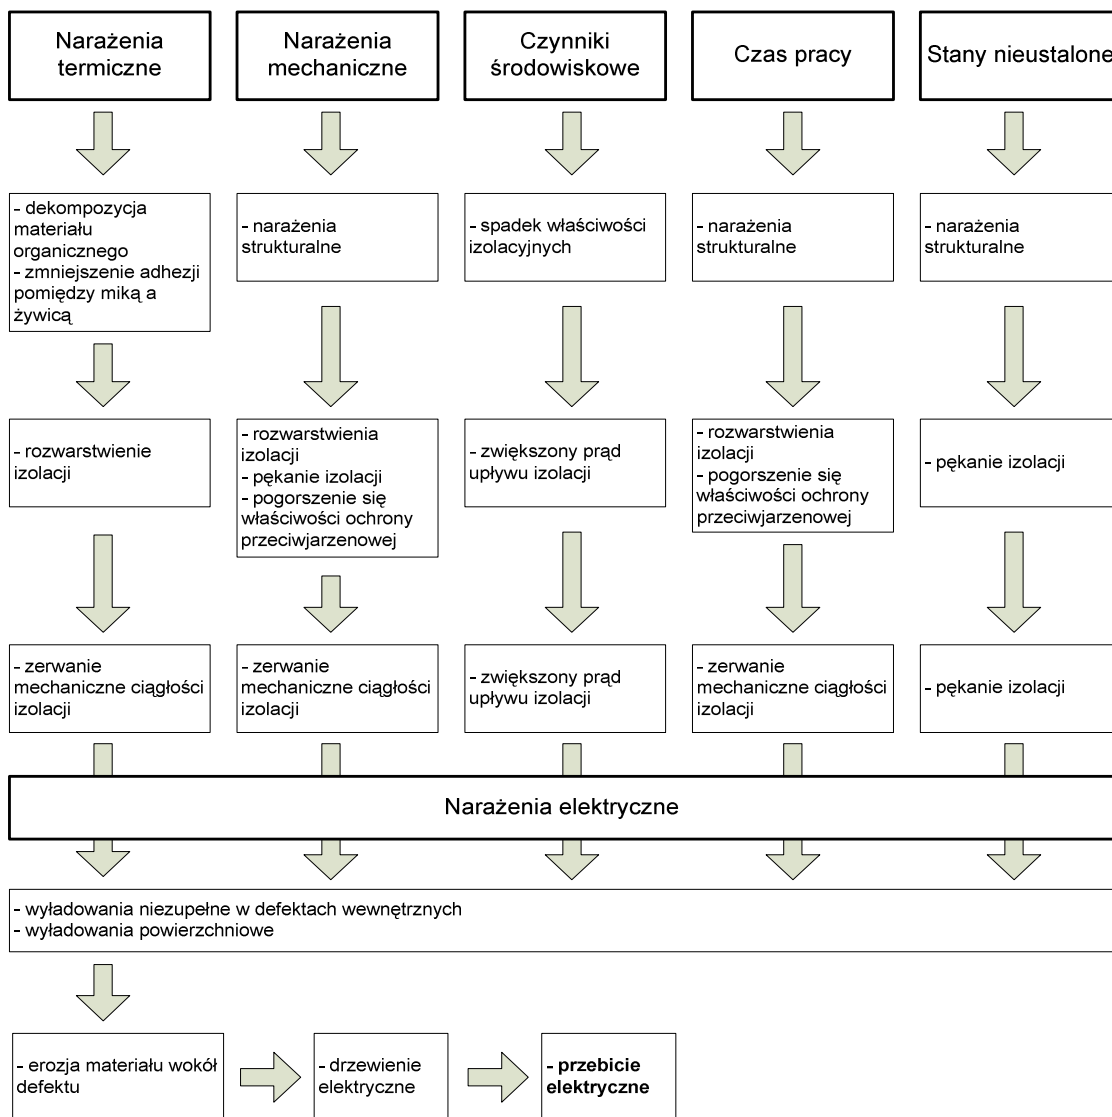 Narażenia
termiczne
Narażenia
mechaniczne
Czynniki
środowiskowe
Czas pracy
Stany nieustalone
- dekompozycja
materiału
organicznego
- zmniejszenie adhezji
pomiędzy miką a
żywicą
- narażenia
strukturalne
- spadek właściwości
izolacyjnych
- narażenia
strukturalne
- narażenia
strukturalne
- rozwarstwienie
izolacji
- rozwarstwienia
izolacji
- pękanie izolacji
- pogorszenie się
właściwości ochrony
przeciwjarzenowej
- zwiększony prąd
upływu izolacji
- rozwarstwienia
izolacji
- pogorszenie się
właściwości ochrony
przeciwjarzenowej
- pękanie izolacji
- zerwanie
mechaniczne ciągłości
izolacji
- zerwanie
mechaniczne ciągłości
izolacji
- zwiększony prąd
upływu izolacji
- zerwanie
mechaniczne ciągłości
izolacji
- pękanie izolacji
Narażenia elektryczne
- wyładowania niezupełne w defektach wewnętrznych
- wyładowania powierzchniowe
- erozja materiału wokół
defektu
- drzewienie
elektryczne
- przebicie
elektryczne